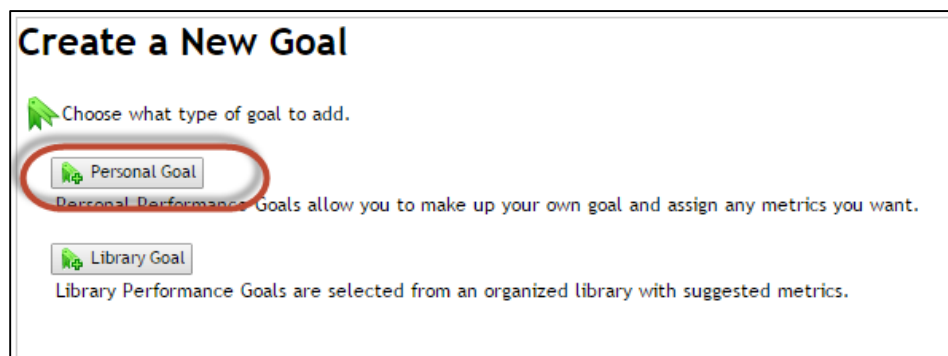 Create a New Goal
Choose what type of goal to add.
Personal Goal
Personal Performance Goals allow you to make up your own goal and assign any metrics you want.
Library Goal
Library Performance Goals are selected from an organized library with suggested metrics.